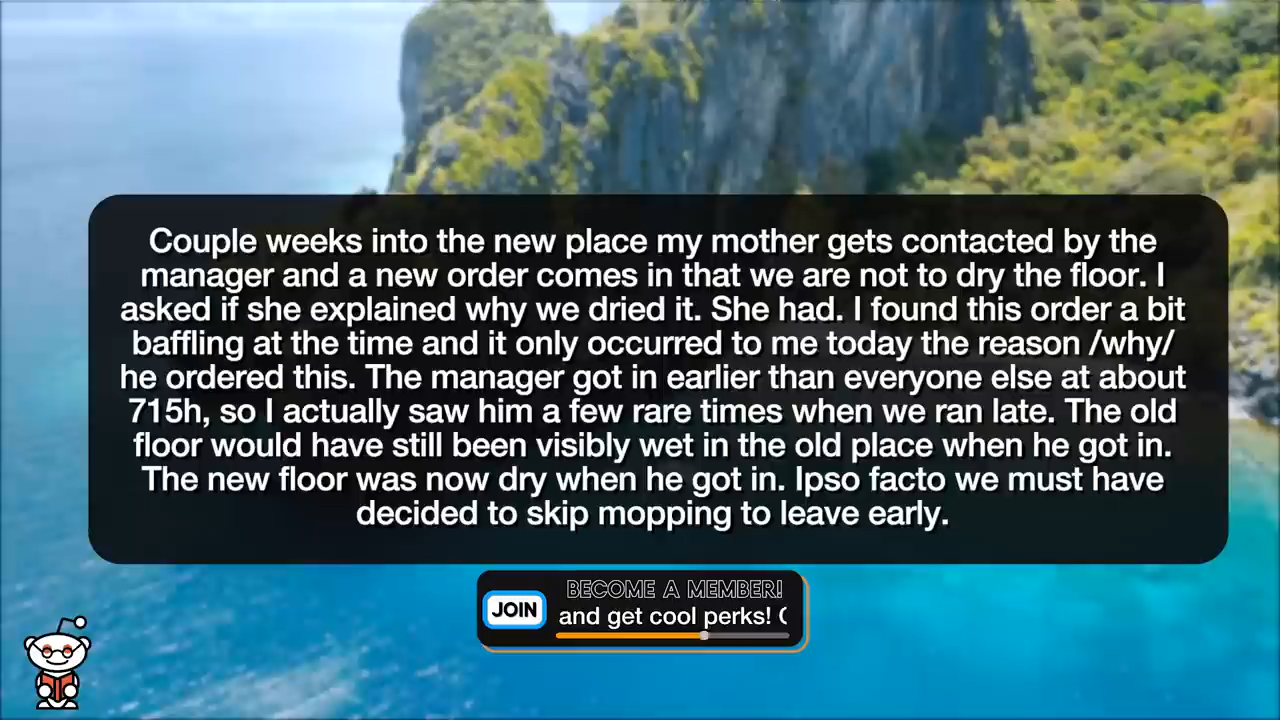 Couple weeks into the new place my mother gets contacted by the
manager and a new order comes in that we are not to dry the floor. I
asked if she explained why we dried it. She had. I found this order a bit
baffling at the time and it only occurred to me today the reason /why/
he ordered this. The manager got in earlier than everyone else at about
715h, so I actually saw him a few rare times when we ran late. The old
floor would have still been visibly wet in the old place when he got in.
The new floor was now dry when he got in. Ipso facto we must have
decided to skip mopping to leave early.
BECOME A MEMBER!
JOIN
and get cool perks!